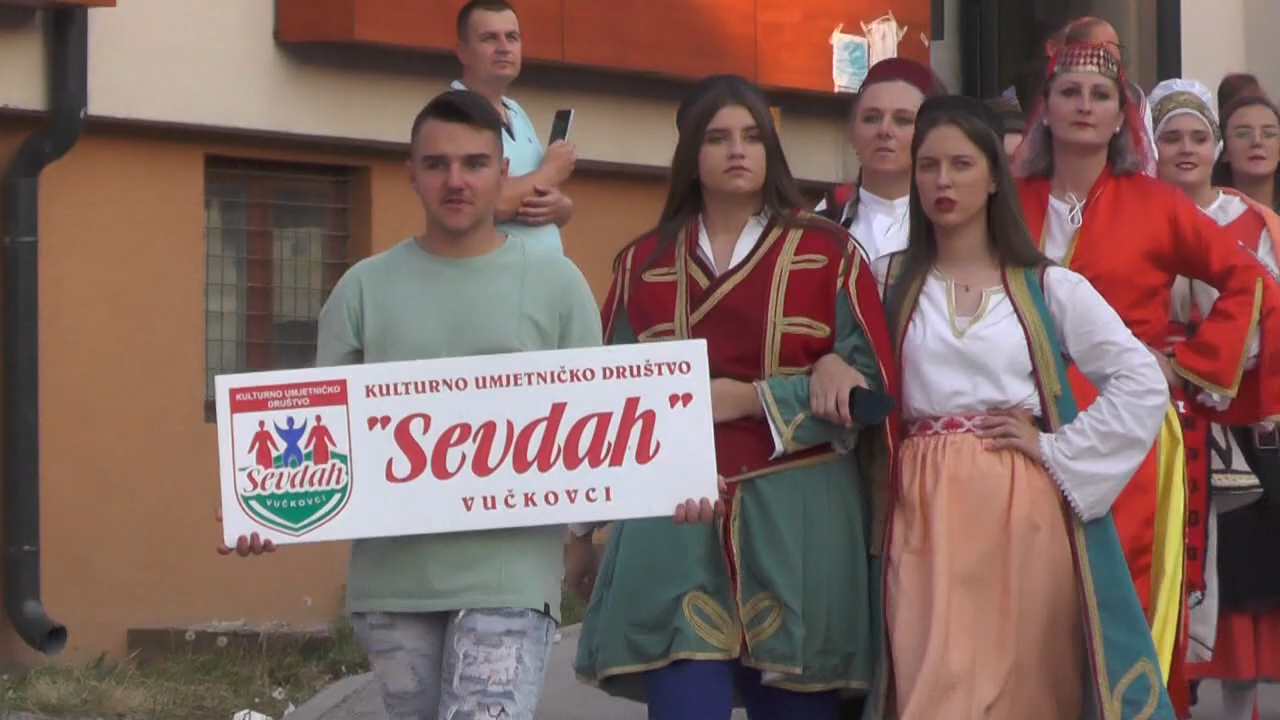 KULTURNO UMJETNIČKO
DRUŠTVO
Sevdah
VUČKOVCI
KULTURNO UMJETNIČKO DRUŠTVO
"Sevdah"
VUČKOVCI